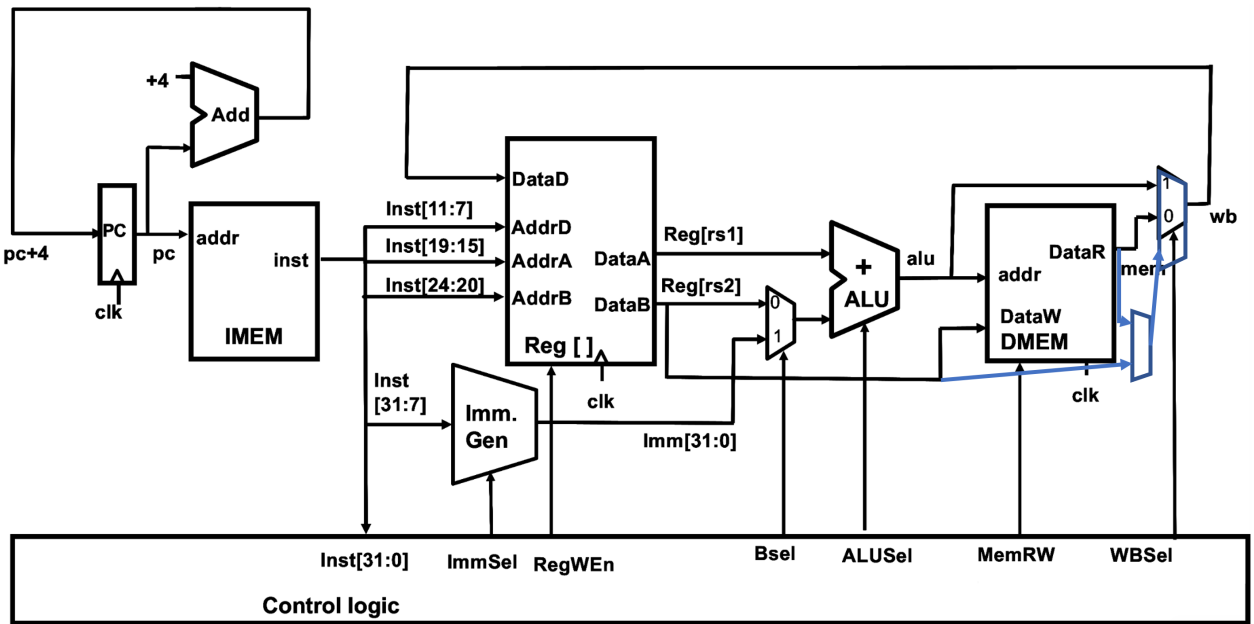 +4
Add
DataD
1
Inst[11:7]
AddrD
0
wb
PC
addr
Reg[rs1]
Inst[19:15]
+
alu
DataR
pc+4
pc
inst
AddrA
DataA
mem
Inst[24:20]
Reg[rs2]
addr
AddrB
DataB
0
ALU
clk
DataW
IMEM
1
DMEM
Reg [ ]
Inst
[31:7]
clk
clk
Imm.
Gen
Imm[31:0]
Inst[31:0]
ImmSel
RegWEn
Bsel
ALUSel
MemRW
WBSel
Control logic